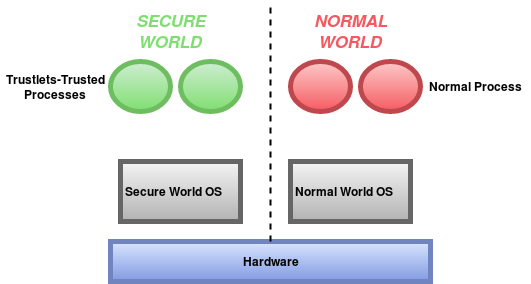 SECURE
WORLD
NORMAL
WORLD
Trustlets-Trusted
Processes
Normal Process
Secure World OS
Normal World OS
Hardware